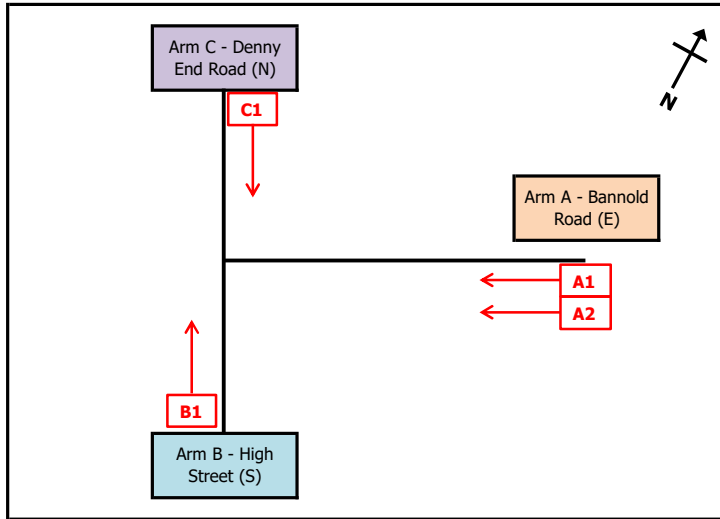 Arm C - Denny
End Road (N)
C1
N
Arm A - Bannold
Road (E)
A1
A2
B1
Arm B - High
Street (S)